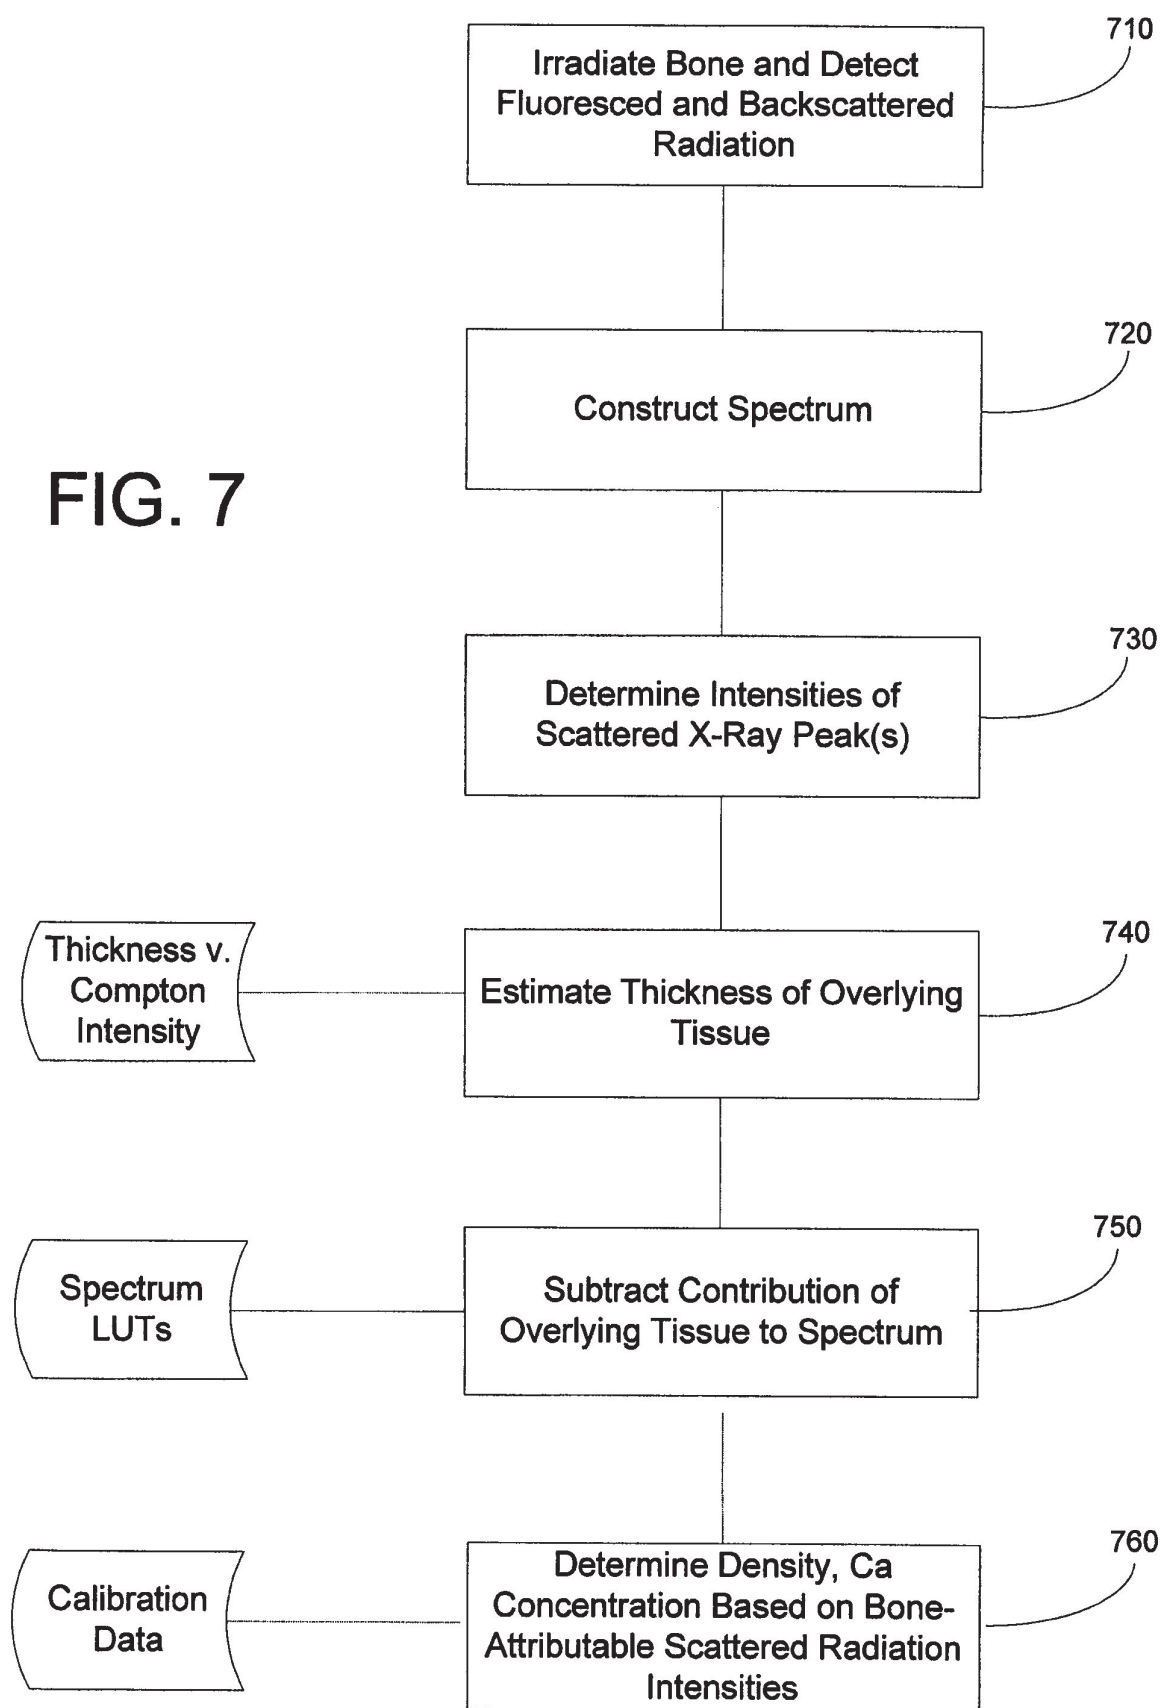 710
Irradiate Bone and Detect
Fluoresced and Backscattered
Radiation
720
Construct Spectrum
FIG. 7
730
Determine Intensities of
Scattered X-Ray Peak(s)
740
Thickness v.
Compton
Intensity
Estimate Thickness of Overlying
Tissue
750
Spectrum
LUTs
Subtract Contribution of
Overlying Tissue to Spectrum
760
Calibration
Data
Determine Density, Ca
Concentration Based on Bone-
Attributable Scattered Radiation
Intensities